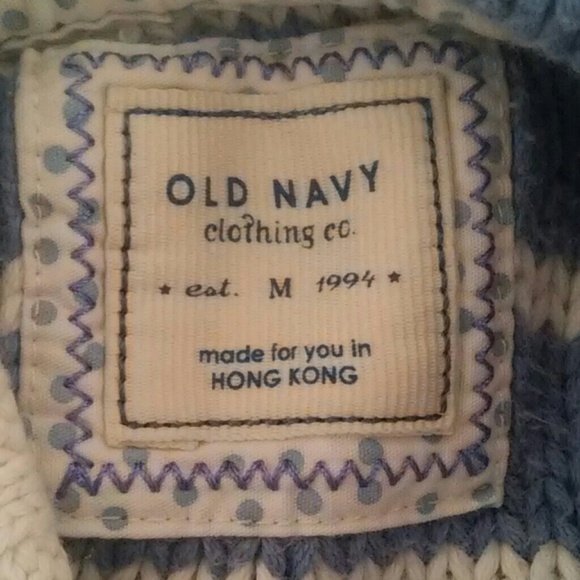 OLD NAVY
clothing co.
★ est. M 1994 ★
made for you in
HONG KONG